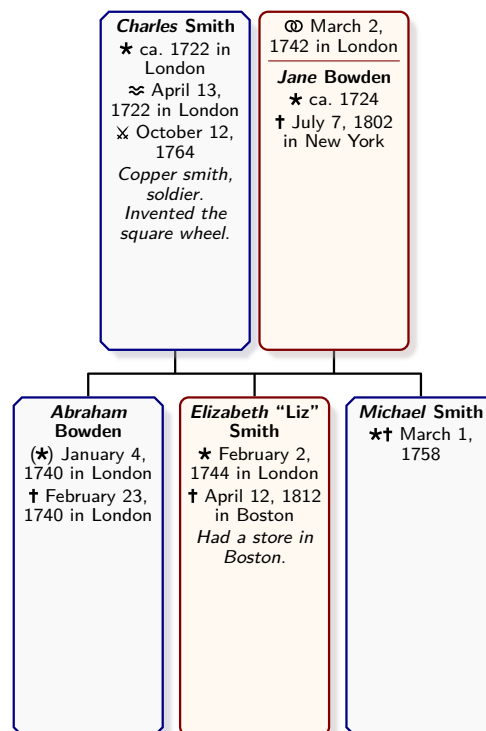 Charles Smith
★ ca. 1722 in
London
≈ April 13,
1722 in London
⚔ October 12,
1764
Copper smith,
soldier.
Invented the
square wheel.
⚭ March 2,
1742 in London
Jane Bowden
★ ca. 1724
† July 7, 1802
in New York
Abraham
Bowden
(★) January 4,
1740 in London
† February 23,
1740 in London
Elizabeth “Liz”
Smith
★ February 2,
1744 in London
† April 12, 1812
in Boston
Had a store in
Boston.
Michael Smith
★† March 1,
1758